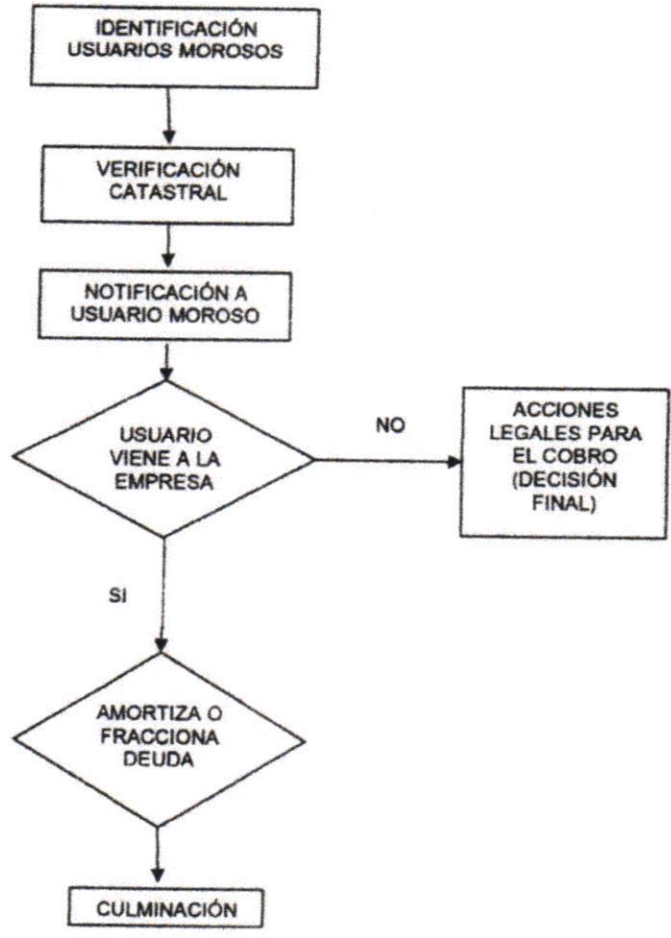 IDENTIFICACIÓN
USUARIOS MOROSOS
VERIFICACIÓN
CATASTRAL
NOTIFICACIÓN A
USUARIO MOROSO
USUARIO
VIENE A LA
EMPRESA
NO
ACCIONES
LEGALES PARA
EL COBRO
(DECISIÓN
FINAL)
SI
AMORTIZA O
FRACCIONA
DEUDA
CULMINACIÓN